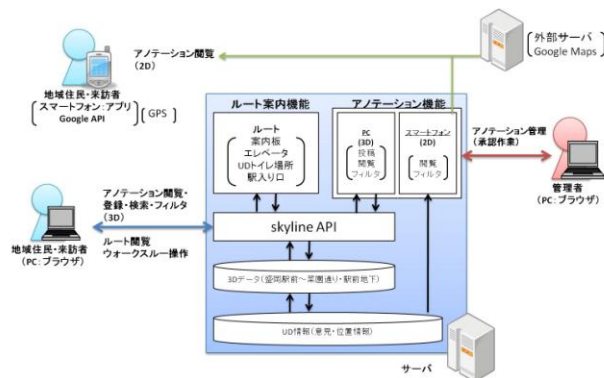 アノテーション閲覧
(2D)
外部サーバ
Google Maps
地域住民・来訪者
スマートフォン:アプリ
Google API
GPS
ルート案内機能
アノテーション機能
ルート
案内板
エレベータ
UDトイレ場所
駅入り口
PC
(3D)
投稿
閲覧
フィルタ
スマートフォン
(2D)
閲覧
フィルタ
アノテーション管理
(承認作業)
管理者
(PC:ブラウザ)
アノテーション閲覧・
登録・検索・フィルタ
(3D)
ルート閲覧
ウォークスルー操作
地域住民・来訪者
(PC:ブラウザ)
skyline API
3Dデータ(盛岡駅前~菜園通り・駅前地下)
UD情報(意見・位置情報)
サーバ